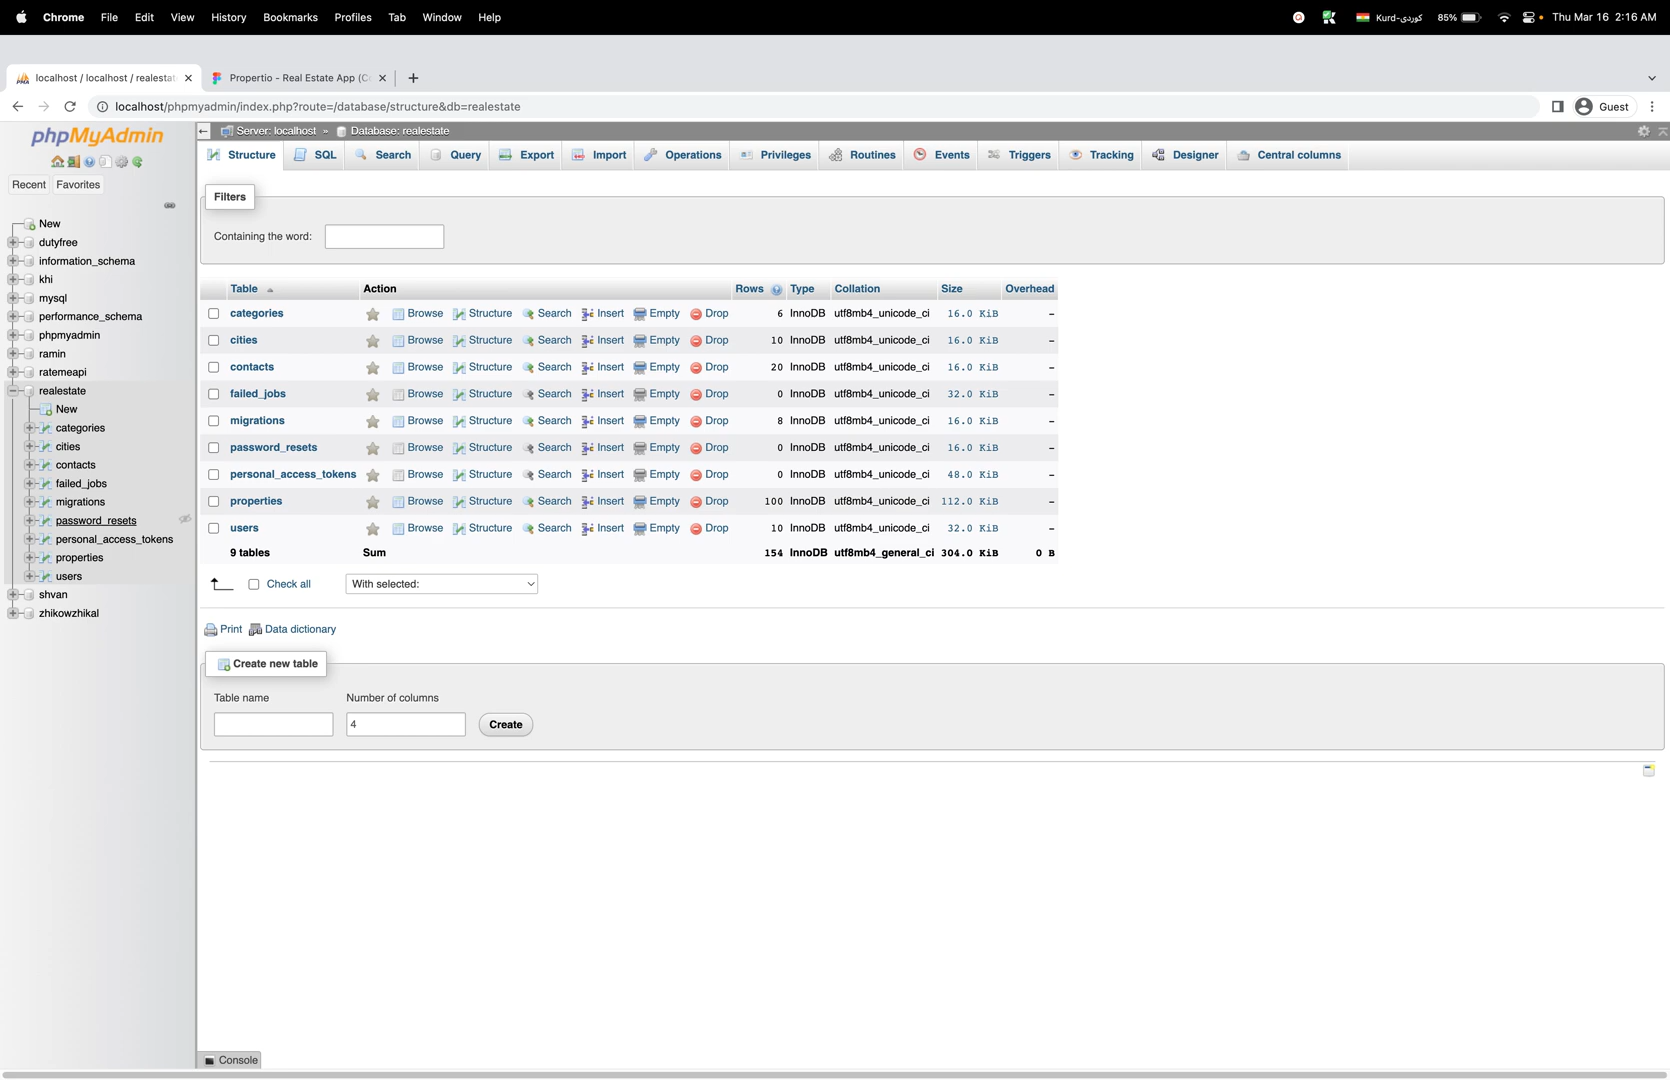 Chrome File Edit View History Bookmarks Profiles Tab Window Help Kurd-كوردی 85% Thu Mar 16 2:16 AM
localhost / localhost / realestat Propertio - Real Estate App (C
localhost/phpmyadmin/index.php?route=/database/structure&db=realestate Guest
phpMyAdmin
Recent Favorites
New
dutyfree
information_schema
khi
mysql
performance_schema
phpmyadmin
ramin
ratemeapi
realestate
New
categories
cities
contacts
failed_jobs
migrations
password_resets
personal_access_tokens
properties
users
shvan
zhikowzhikal
Server: localhost » Database: realestate
Structure SQL Search Query Export Import Operations Privileges Routines Events Triggers Tracking Designer Central columns
Filters
Containing the word:
Table Action Rows Type Collation Size Overhead
categories Browse Structure Search Insert Empty Drop 6 InnoDB utf8mb4_unicode_ci 16.0 KiB -
cities Browse Structure Search Insert Empty Drop 10 InnoDB utf8mb4_unicode_ci 16.0 KiB -
contacts Browse Structure Search Insert Empty Drop 20 InnoDB utf8mb4_unicode_ci 16.0 KiB -
failed_jobs Browse Structure Search Insert Empty Drop 0 InnoDB utf8mb4_unicode_ci 32.0 KiB -
migrations Browse Structure Search Insert Empty Drop 8 InnoDB utf8mb4_unicode_ci 16.0 KiB -
password_resets Browse Structure Search Insert Empty Drop 0 InnoDB utf8mb4_unicode_ci 16.0 KiB -
personal_access_tokens Browse Structure Search Insert Empty Drop 0 InnoDB utf8mb4_unicode_ci 48.0 KiB -
properties Browse Structure Search Insert Empty Drop 100 InnoDB utf8mb4_unicode_ci 112.0 KiB -
users Browse Structure Search Insert Empty Drop 10 InnoDB utf8mb4_unicode_ci 32.0 KiB -
9 tables Sum 154 InnoDB utf8mb4_general_ci 304.0 KiB 0 B
Check all With selected:
Print Data dictionary
Create new table
Table name Number of columns
4 Create
Console